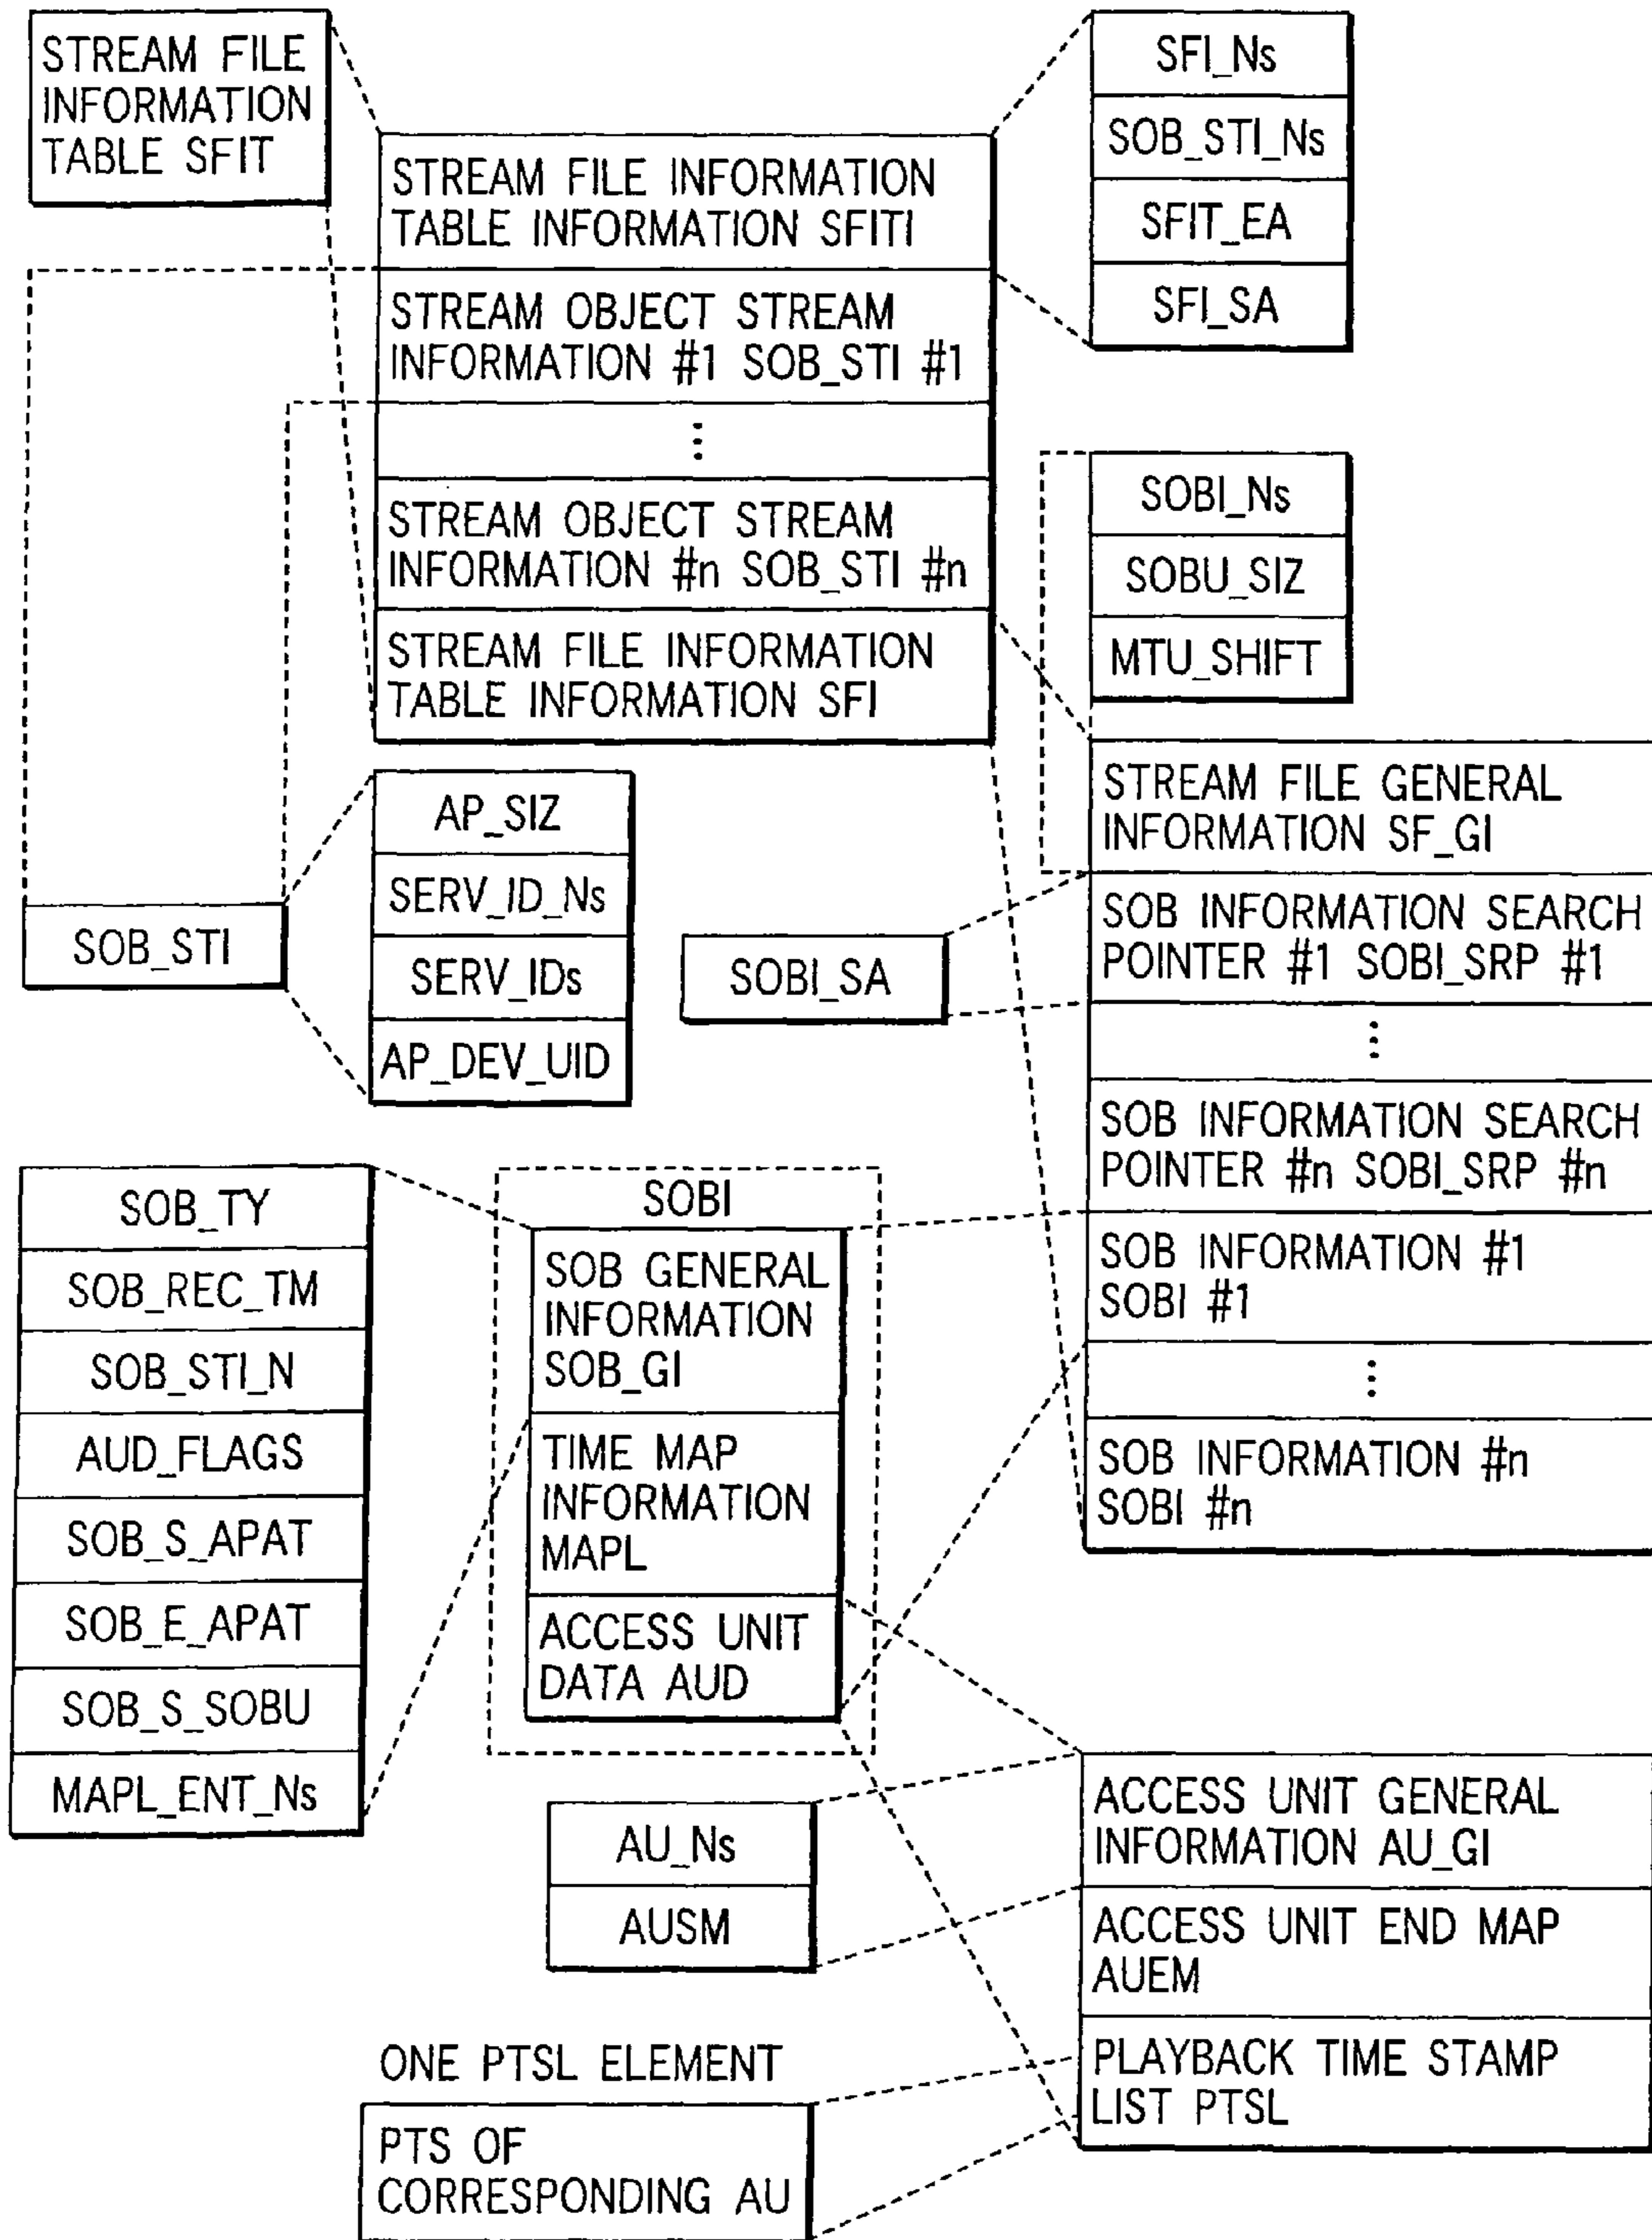 STREAM FILE
INFORMATION
TABLE SFIT
STREAM FILE INFORMATION
TABLE INFORMATION SFITI
STREAM OBJECT STREAM
INFORMATION #1 SOB_STI #1
⋮
STREAM OBJECT STREAM
INFORMATION #n SOB_STI #n
STREAM FILE INFORMATION
TABLE INFORMATION SFI
SFI_Ns
SOB_STI_Ns
SFIT_EA
SFI_SA
SOBI_Ns
SOBU_SIZ
MTU_SHIFT
STREAM FILE GENERAL
INFORMATION SF_GI
SOB INFORMATION SEARCH
POINTER #1 SOBI_SRP #1
⋮
SOB INFORMATION SEARCH
POINTER #n SOBI_SRP #n
SOB INFORMATION #1
SOBI #1
⋮
SOB INFORMATION #n
SOBI #n
SOB_STI
AP_SIZ
SERV_ID_Ns
SERV_IDs
AP_DEV_UID
SOBI_SA
SOB_TY
SOB_REC_TM
SOB_STI_N
AUD_FLAGS
SOB_S_APAT
SOB_E_APAT
SOB_S_SOBU
MAPL_ENT_Ns
SOBI
SOB GENERAL
INFORMATION
SOB_GI
TIME MAP
INFORMATION
MAPL
ACCESS UNIT
DATA AUD
AU_Ns
AUSM
ACCESS UNIT GENERAL
INFORMATION AU_GI
ACCESS UNIT END MAP
AUEM
PLAYBACK TIME STAMP
LIST PTSL
ONE PTSL ELEMENT
PTS OF
CORRESPONDING AU